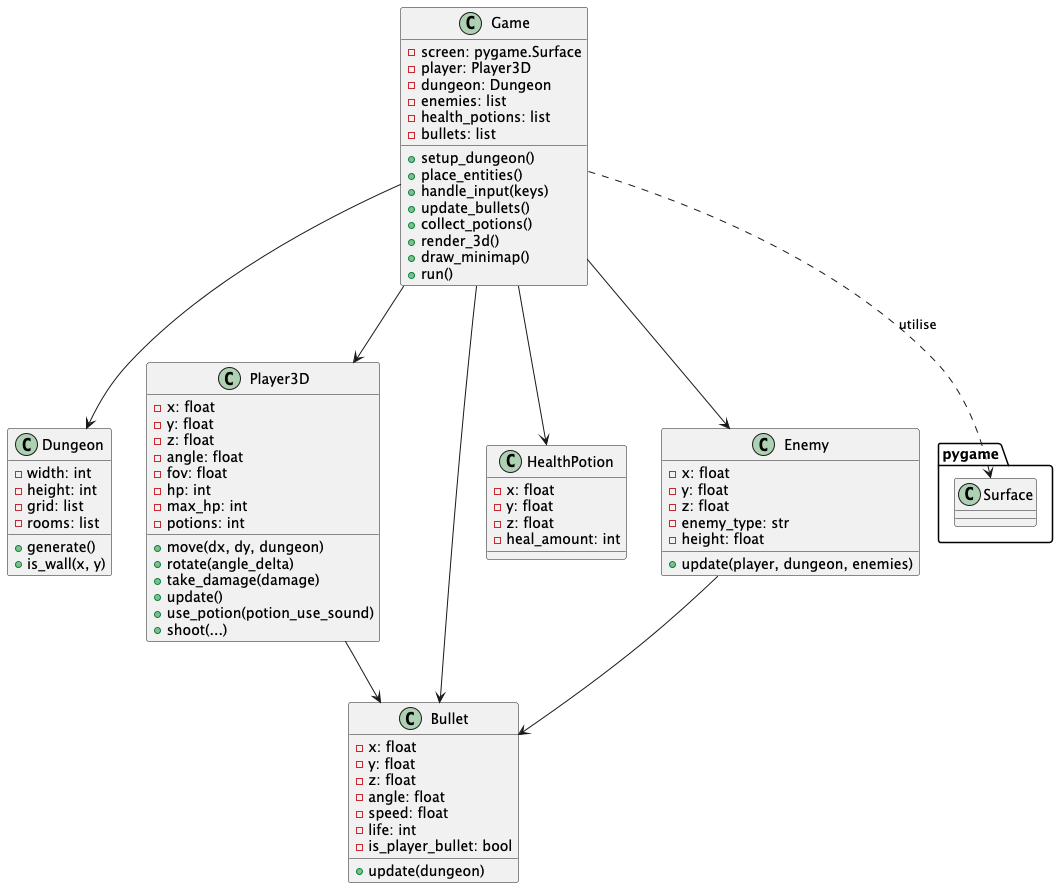 C Game
screen: pygame.Surface
player: Player3D
dungeon: Dungeon
enemies: list
health_potions: list
bullets: list
setup_dungeon()
place_entities()
handle_input(keys)
update_bullets()
collect_potions()
render_3d()
draw_minimap()
run()
utilise
C Player3D
x: float
y: float
z: float
angle: float
fov: float
hp: int
max_hp: int
potions: int
move(dx, dy, dungeon)
rotate(angle_delta)
take_damage(damage)
update()
use_potion(potion_use_sound)
shoot(...)
C Dungeon
width: int
height: int
grid: list
rooms: list
generate()
is_wall(x, y)
C HealthPotion
x: float
y: float
z: float
heal_amount: int
C Enemy
x: float
y: float
z: float
enemy_type: str
height: float
update(player, dungeon, enemies)
pygame
C Surface
C Bullet
x: float
y: float
z: float
angle: float
speed: float
life: int
is_player_bullet: bool
update(dungeon)